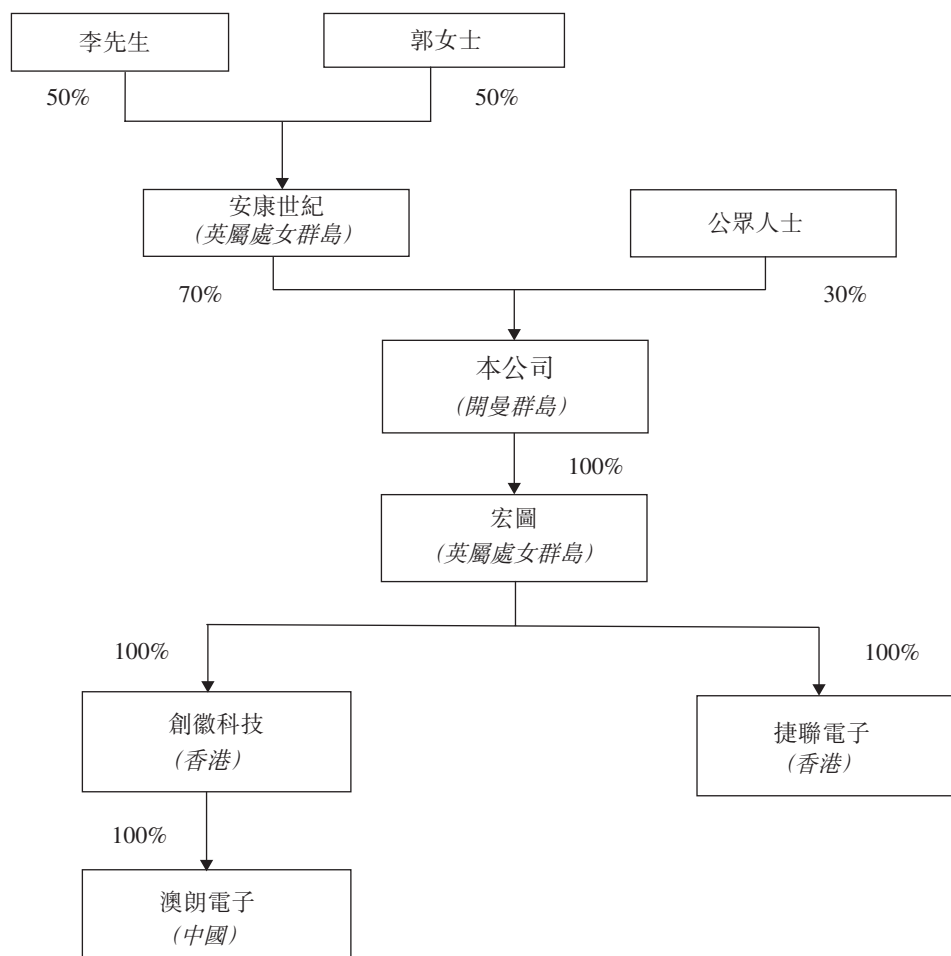 李先生
郭女士
50%
50%
安康世紀
(英屬處女群島)
公眾人士
70%
30%
本公司
(開曼群島)
100%
宏圖
(英屬處女群島)
100%
100%
創徽科技
(香港)
捷聯電子
(香港)
100%
澳朗電子
(中國)